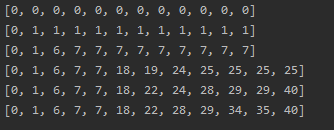 [0, 0, 0, 0, 0, 0, 0, 0, 0, 0, 0, 0]
[0, 1, 1, 1, 1, 1, 1, 1, 1, 1, 1, 1]
[0, 1, 6, 7, 7, 7, 7, 7, 7, 7, 7, 7]
[0, 1, 6, 7, 7, 18, 19, 24, 25, 25, 25, 25]
[0, 1, 6, 7, 7, 18, 22, 24, 28, 29, 29, 40]
[0, 1, 6, 7, 7, 18, 22, 28, 29, 34, 35, 40]